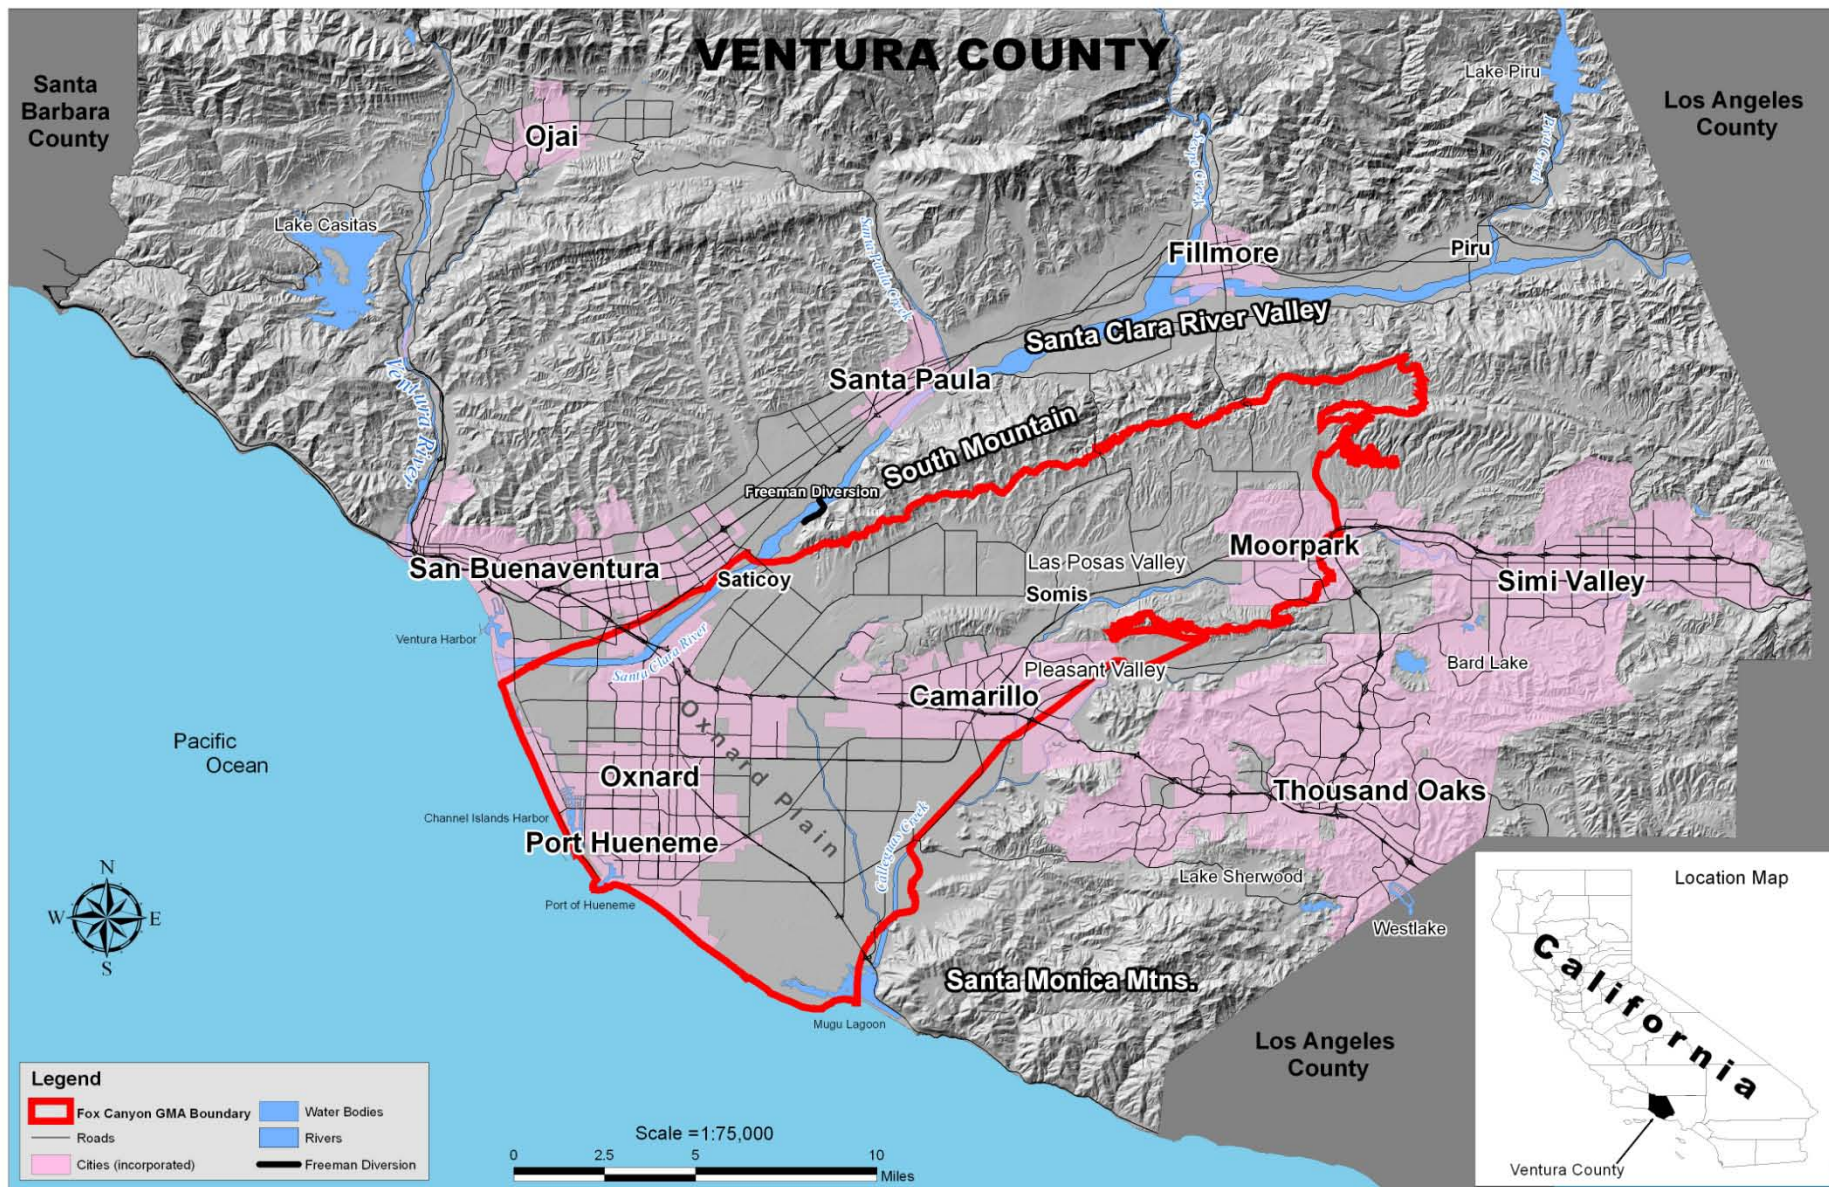 VENTURA COUNTY
Santa
Barbara
County
Lake Piru
Los Angeles
County
Ojai
Piru Creek
Sespe Creek
Lake Casitas
Santa Paula Creek
Fillmore
Piru
Santa Clara River Valley
Ventura River
Santa Paula
South Mountain
Freeman Diversion
Moorpark
Las Posas Valley
San Buenaventura
Saticoy
Simi Valley
Somis
Ventura Harbor
Santa Clara River
Pleasant Valley
Bard Lake
Camarillo
Oxnard Plain
Pacific
Ocean
Oxnard
Thousand Oaks
Channel Islands Harbor
Port Hueneme
Calleguas Creek
Lake Sherwood
Port of Hueneme
Westlake
N
W
E
S
Santa Monica Mtns.
Mugu Lagoon
Los Angeles
County
Location Map
California
Ventura County
Legend
Fox Canyon GMA Boundary
Water Bodies
Roads
Rivers
Cities (incorporated)
Freeman Diversion
Scale =1:75,000
0
2.5
5
10
Miles